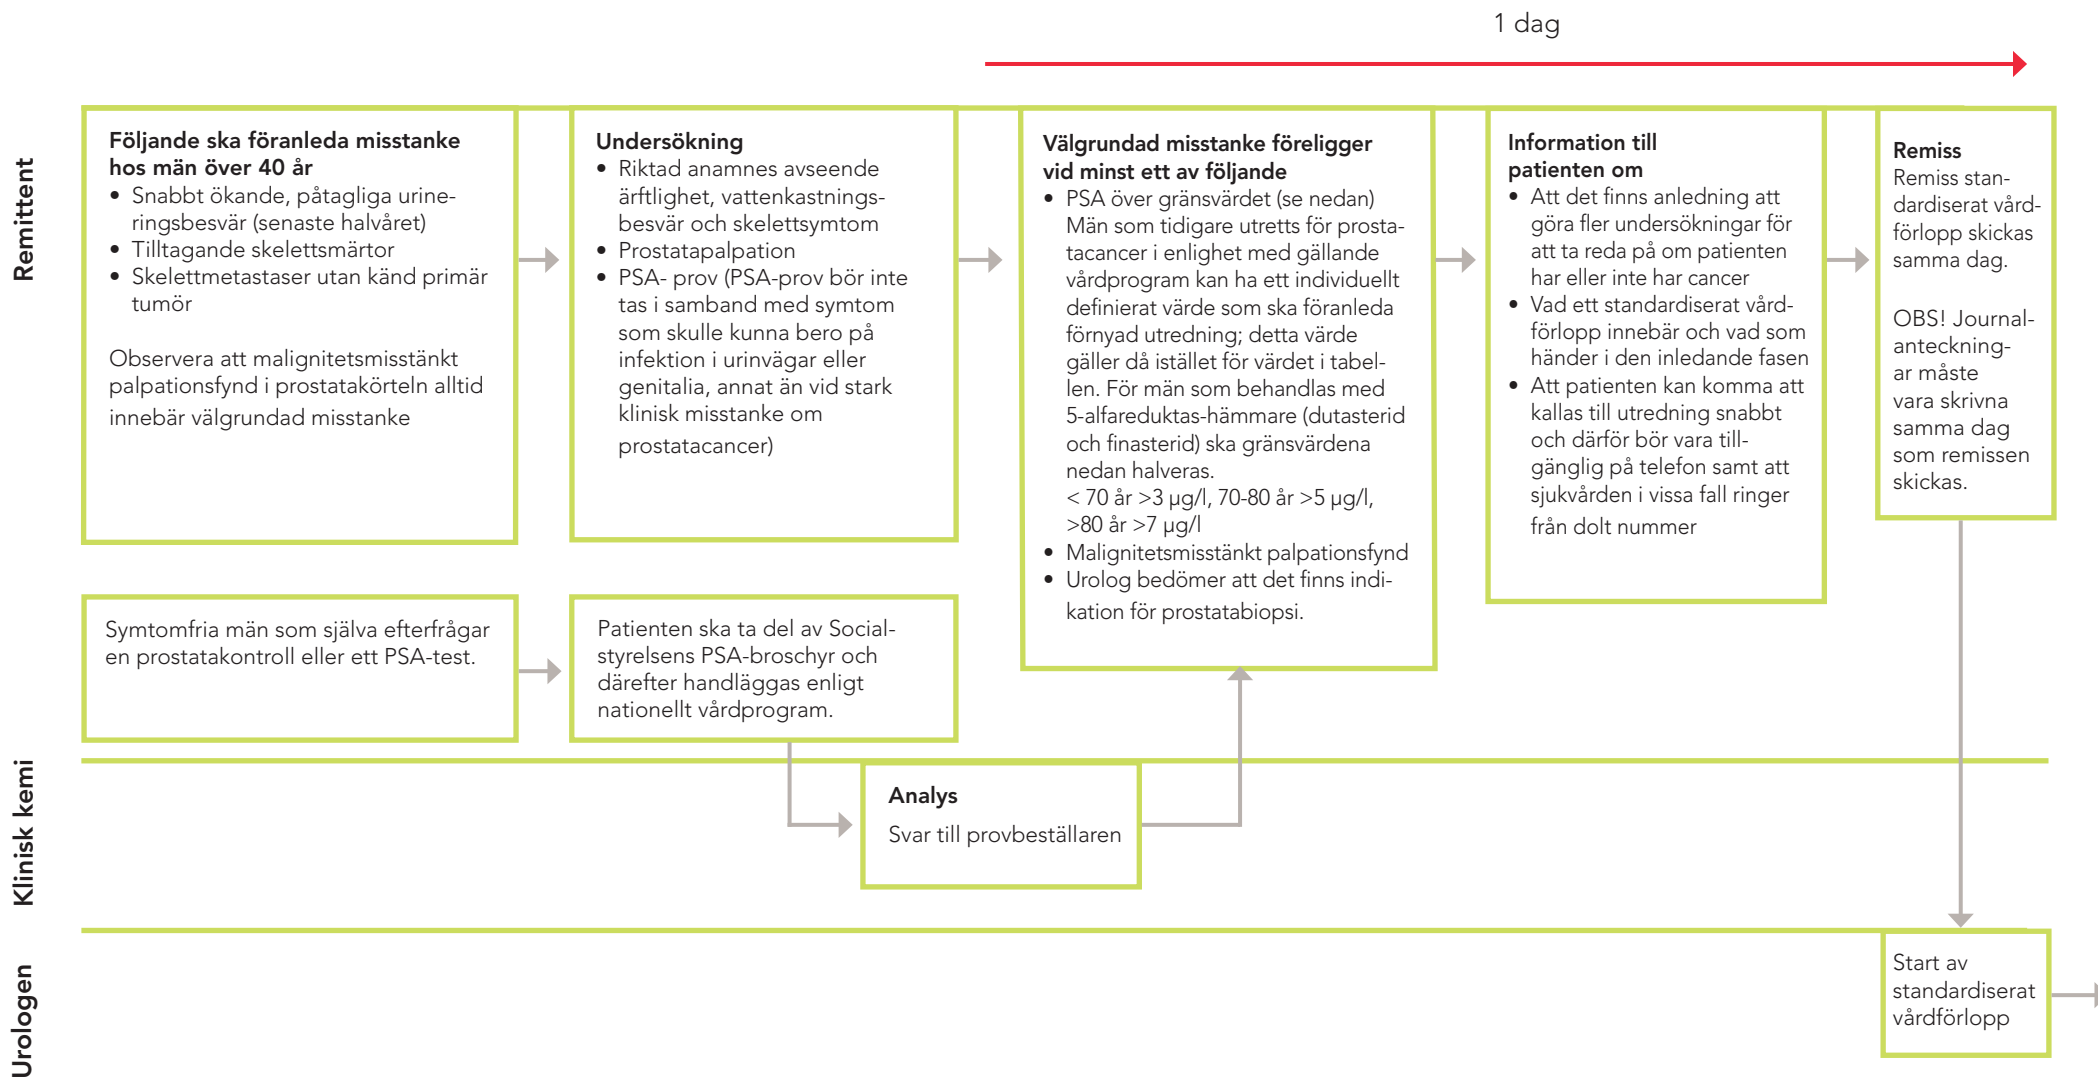 1 dag
Remittent
Följande ska föranleda misstanke
hos män över 40 år
• Snabbt ökande, påtagliga urine-
ringsbesvär (senaste halvåret)
• Tilltagande skelettsmärtor
• Skelettmetastaser utan känd primär
tumör
Observera att malignitetsmisstänkt
palpationsfynd i prostatakörteln alltid
innebär välgrundad misstanke
Undersökning
• Riktad anamnes avseende
ärftlighet, vattenkastnings-
besvär och skelettsymtom
• Prostatapalpation
• PSA- prov (PSA-prov bör inte
tas i samband med symtom
som skulle kunna bero på
infektion i urinvägar eller
genitalia, annat än vid stark
klinisk misstanke om
prostatacancer)
Välgrundad misstanke föreligger
vid minst ett av följande
• PSA över gränsvärdet (se nedan)
Män som tidigare utretts för prosta-
tacancer i enlighet med gällande
vårdprogram kan ha ett individuellt
definierat värde som ska föranleda
förnyad utredning; detta värde
gäller då istället för värdet i tabel-
len. För män som behandlas med
5-alfareduktas-hämmare (dutasterid
och finasterid) ska gränsvärdena
nedan halveras.
< 70 år >3 µg/l, 70-80 år >5 µg/l,
>80 år >7 µg/l
• Malignitetsmisstänkt palpationsfynd
• Urolog bedömer att det finns indi-
kation för prostatabiopsi.
Information till
patienten om
• Att det finns anledning att
göra fler undersökningar för
att ta reda på om patienten
har eller inte har cancer
• Vad ett standardiserat vård-
förlopp innebär och vad som
händer i den inledande fasen
• Att patienten kan komma att
kallas till utredning snabbt
och därför bör vara till-
gänglig på telefon samt att
sjukvården i vissa fall ringer
från dolt nummer
Remiss
Remiss stan-
dardiserat vård-
förlopp skickas
samma dag.
OBS! Journal-
anteckning-
ar måste
vara skrivna
samma dag
som remissen
skickas.
Symtomfria män som själva efterfrågar
en prostatakontroll eller ett PSA-test.
Patienten ska ta del av Social-
styrelsens PSA-broschyr och
därefter handläggas enligt
nationellt vårdprogram.
Klinisk kemi
Analys
Svar till provbeställaren
Urologen
Start av
standardiserat
vårdförlopp